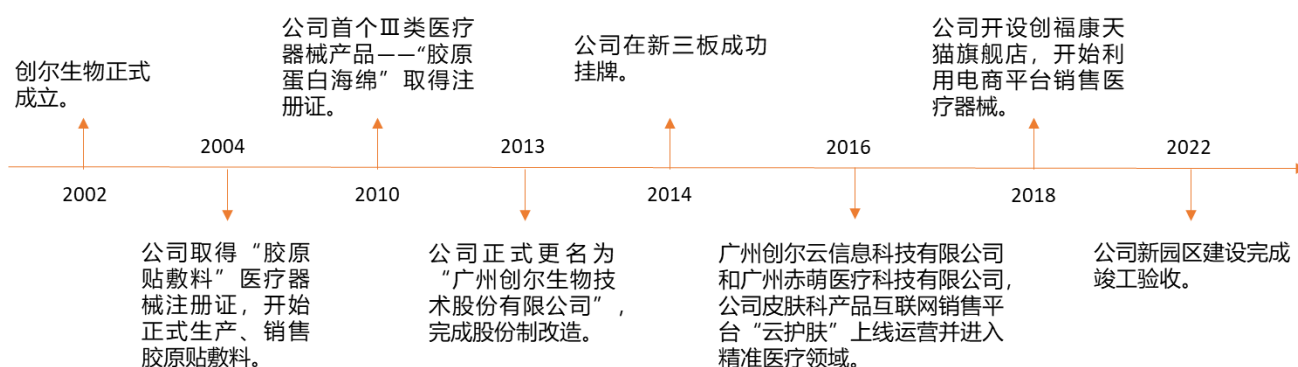 创尔生物正式
成立。
公司首个Ⅲ类医疗
器械产品——“胶原
蛋白海绵”取得注
册证。
公司在新三板成功
挂牌。
公司开设创福康天
猫旗舰店，开始利
用电商平台销售医
疗器械。
2004
2013
2016
2022
2002
2010
2014
2018
公司取得“胶原
贴敷料”医疗器
械注册证，开始
正式生产、销售
胶原贴敷料。
公司正式更名为
“广州创尔生物技
术股份有限公司”，
完成股份制改造。
广州创尔云信息科技有限公司
和广州赤萌医疗科技有限公司，
公司皮肤科产品互联网销售平
台“云护肤”上线运营并进入
精准医疗领域。
公司新园区建设完成
竣工验收。